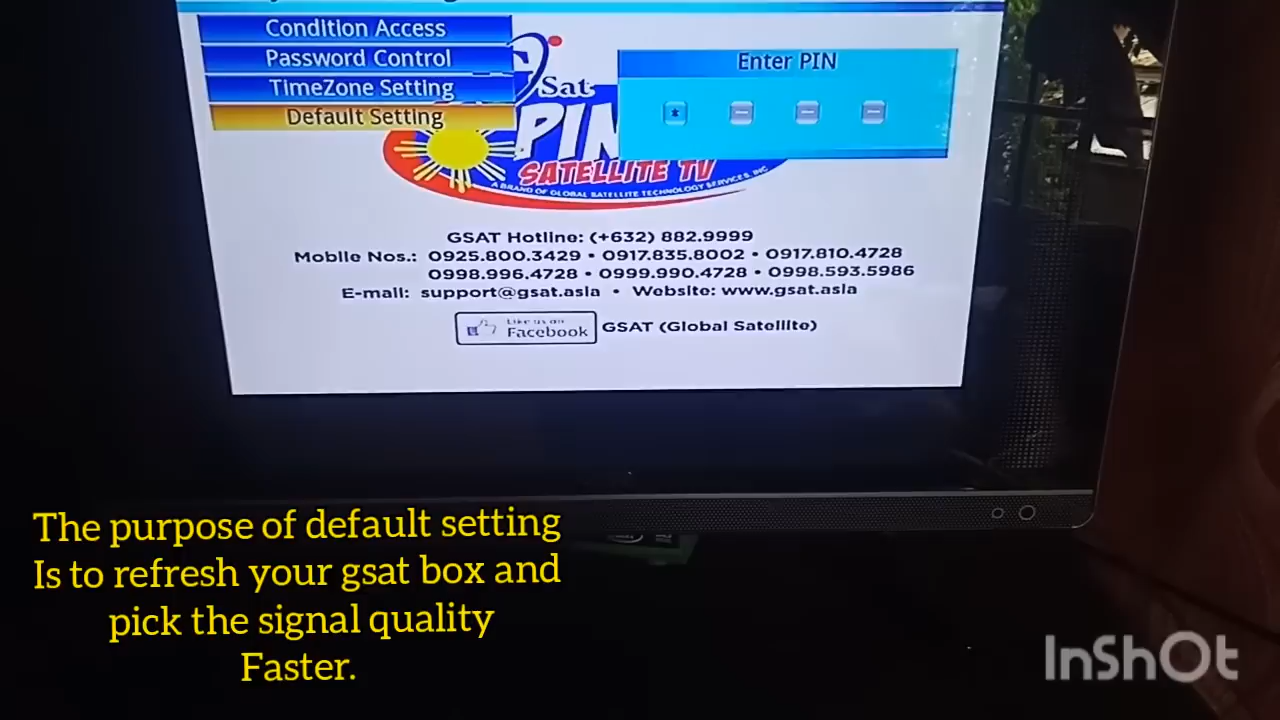 Condition Access
Password Control
TimeZone Setting
Default Setting
Enter PIN
Sat
PIN
SATELLITE TV
A BRAND OF GLOBAL SATELLITE TECHNOLOGY SERVICES, INC
GSAT Hotline: (+632) 882.9999
Mobile Nos.: 0925.800.3429 • 0917.835.8002 • 0917.810.4728
0998.996.4728 • 0999.990.4728 • 0998.593.5986
E-mail: support@gsat.asia • Website: www.gsat.asia
Like us on
Facebook
GSAT (Global Satellite)
The purpose of default setting
Is to refresh your gsat box and
pick the signal quality
Faster.
InShOt